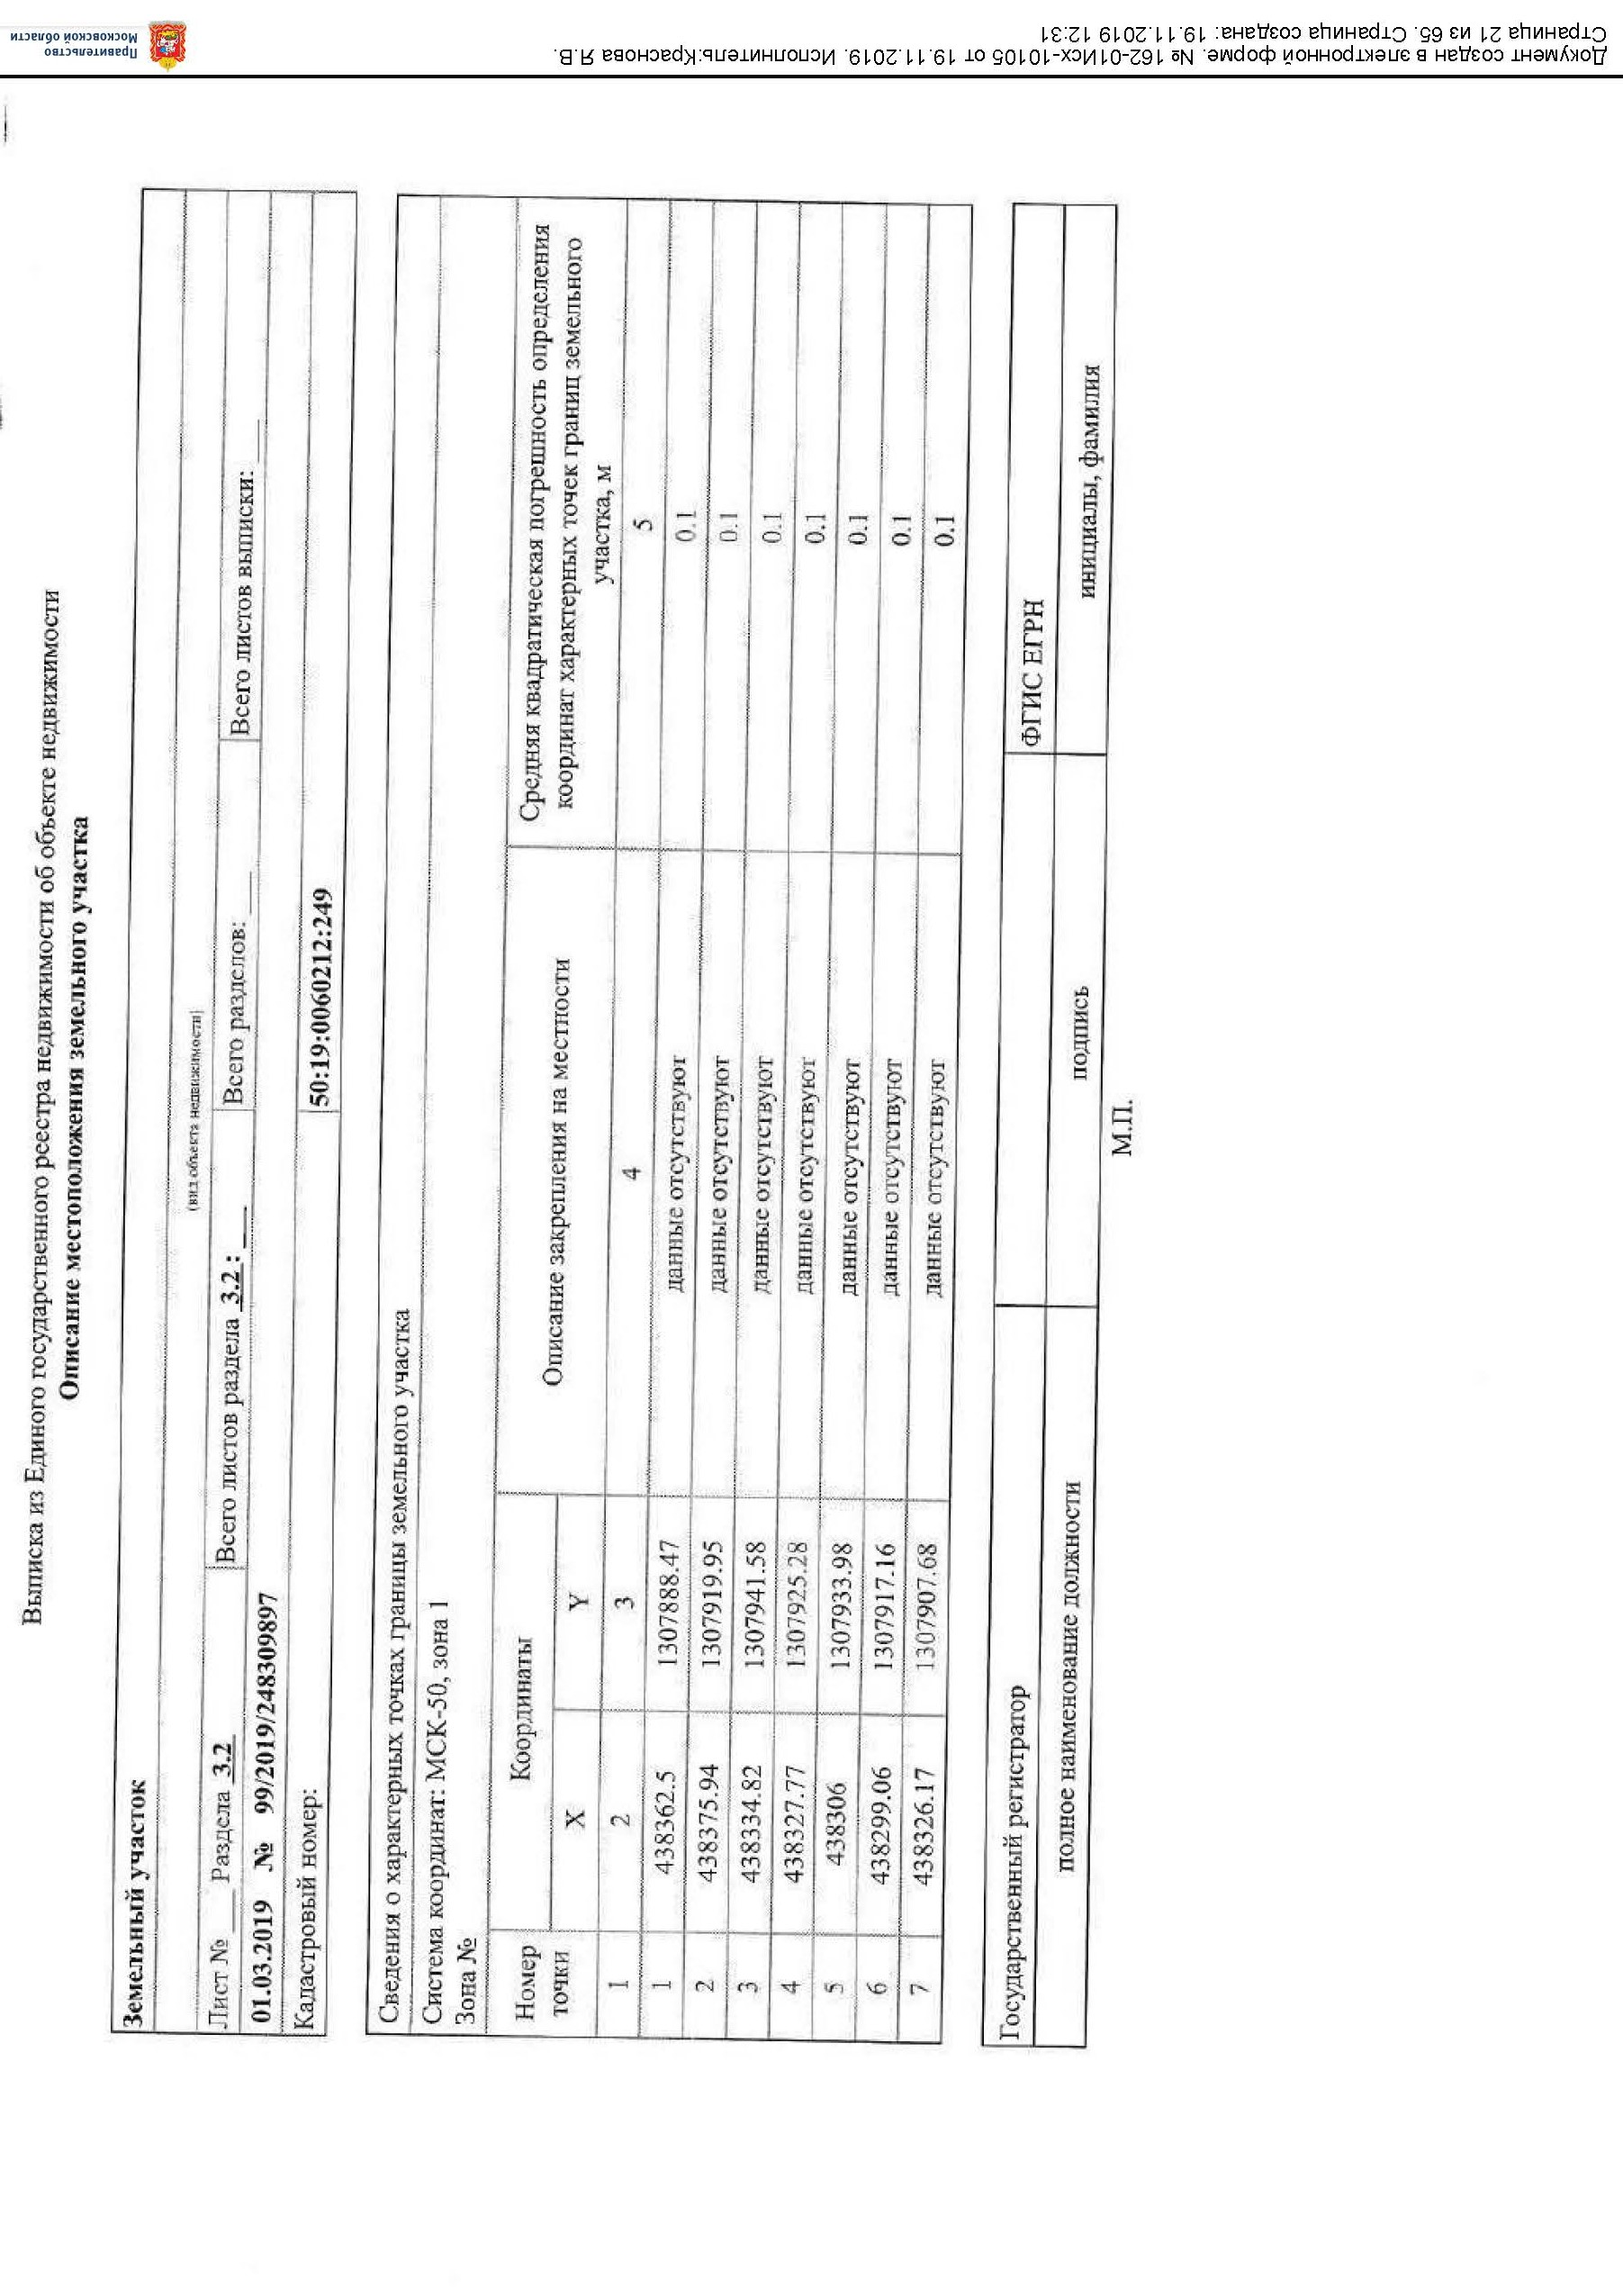 Документ создан в электронной форме. № 162-01Исх-10105 от 19.11.2019. Исполнитель:Краснова Я.В.
Страница 21 из 65. Страница создана: 19.11.2019 12:31
Правительство
Московской области
Выписка из Единого государственного реестра недвижимости об объекте недвижимости
Описание местоположения земельного участка
Земельный участок
(вид объекта недвижимости)
Лист № ___ Раздела 3.2 Всего листов раздела 3.2 : ___ Всего разделов: ___ Всего листов выписки: ___
01.03.2019 № 99/2019/248309897
Кадастровый номер: 50:19:0060212:249
Сведения о характерных точках границы земельного участка
Система координат: МСК-50, зона 1
Зона №
Номер точки Координаты Описание закрепления на местности Средняя квадратическая погрешность определения
координат характерных точек границ земельного
участка, м
X Y
1 2 3 4 5
1 438362.5 1307888.47 данные отсутствуют 0.1
2 438375.94 1307919.95 данные отсутствуют 0.1
3 438334.82 1307941.58 данные отсутствуют 0.1
4 438327.77 1307925.28 данные отсутствуют 0.1
5 438306 1307933.98 данные отсутствуют 0.1
6 438299.06 1307917.16 данные отсутствуют 0.1
7 438326.17 1307907.68 данные отсутствуют 0.1
Государственный регистратор ФГИС ЕГРН
полное наименование должности подпись инициалы, фамилия
М.П.